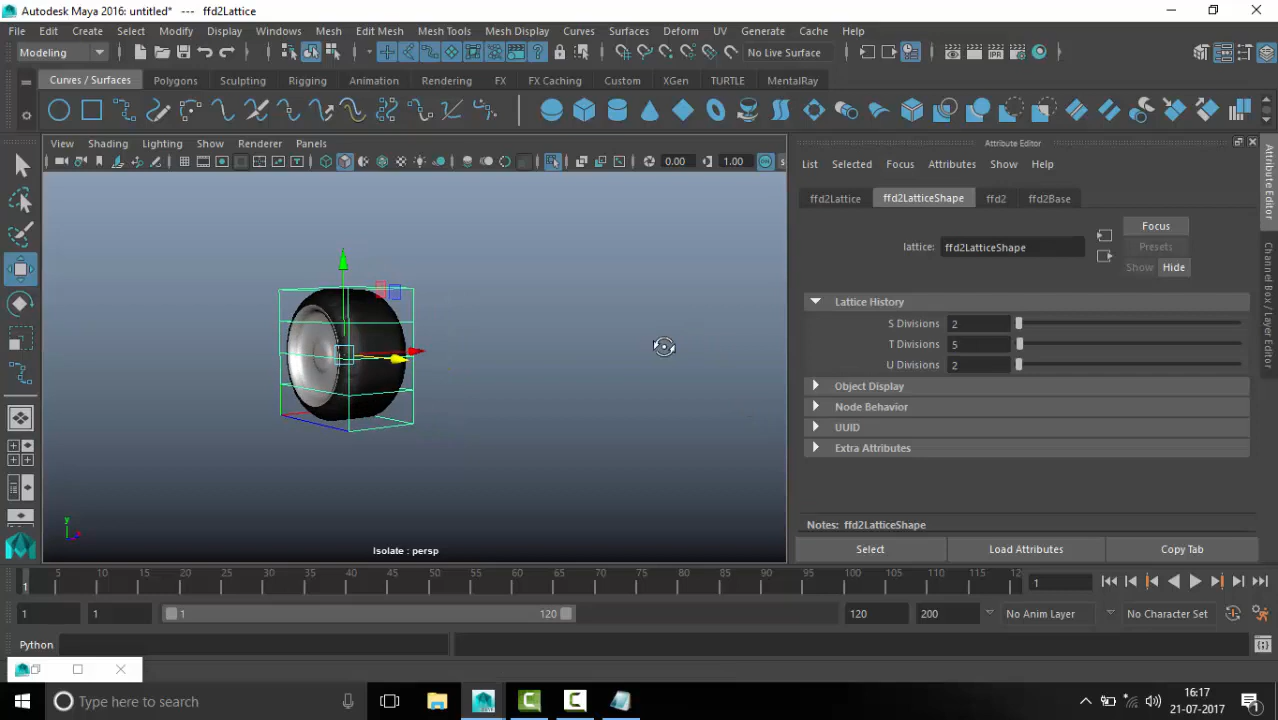 Autodesk Maya 2016: untitled* --- ffd2Lattice
File Edit Create Select Modify Display Windows Mesh Edit Mesh Mesh Tools Mesh Display Curves Surfaces Deform UV Generate Cache Help
Modeling No Live Surface
Curves / Surfaces Polygons Sculpting Rigging Animation Rendering FX FX Caching Custom XGen TURTLE MentalRay
View Shading Lighting Show Renderer Panels
0.00 1.00
Attribute Editor
List Selected Focus Attributes Show Help
ffd2Lattice ffd2LatticeShape ffd2 ffd2Base
Focus
lattice: ffd2LatticeShape
Presets
Show Hide
Lattice History
S Divisions 2
T Divisions 5
U Divisions 2
Object Display
Node Behavior
UUID
Extra Attributes
Notes: ffd2LatticeShape
Select Load Attributes Copy Tab
Attribute Editor
Channel Box / Layer Editor
y
Isolate : persp
5 10 15 20 25 30 35 40 45 50 55 60 65 70 75 80 85 90 95 100 105 110 115 12
1 1
1 1 1 120 120 200 No Anim Layer No Character Set
Python
Type here to search
16:17
21-07-2017